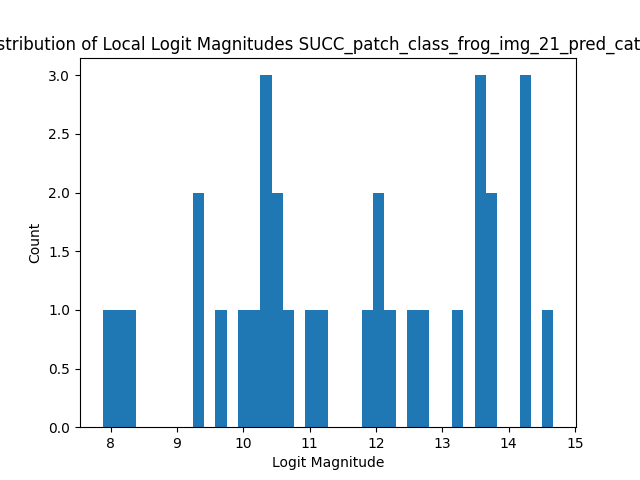 stribution of Local Logit Magnitudes SUCC_patch_class_frog_img_21_pred_cat
3.0
2.5
2.0
1.5
1.0
0.5
0.0
Count
8 9 10 11 12 13 14 15
Logit Magnitude